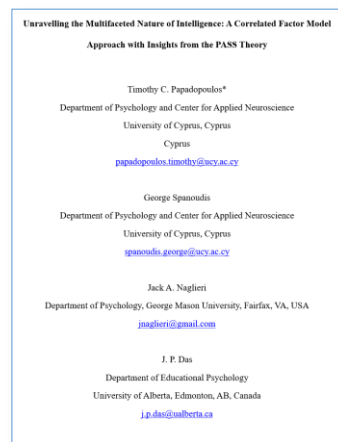 Unravelling the Multifaceted Nature of Intelligence: A Correlated Factor Model
Approach with Insights from the PASS Theory
Timothy C. Papadopoulos*
Department of Psychology and Center for Applied Neuroscience
University of Cyprus, Cyprus
Cyprus
papadopoulos.timothy@ucy.ac.cy
George Spanoudis
Department of Psychology and Center for Applied Neuroscience
University of Cyprus, Cyprus
spanoudis.george@ucy.ac.cy
Jack A. Naglieri
Department of Psychology, George Mason University, Fairfax, VA, USA
jnaglieri@gmail.com
J. P. Das
Department of Educational Psychology
University of Alberta, Edmonton, AB, Canada
j.p.das@ualberta.ca